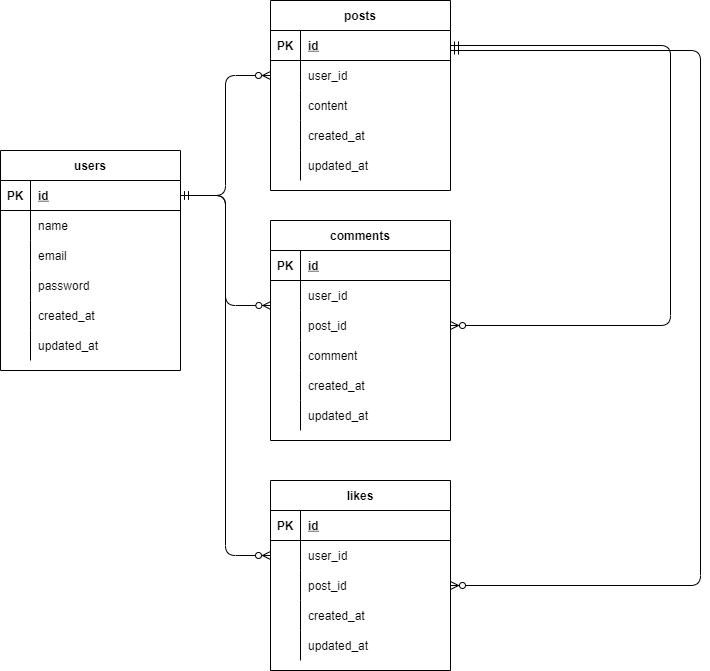 posts
PK id
user_id
content
created_at
updated_at
users
PK id
name
email
password
created_at
updated_at
comments
PK id
user_id
post_id
comment
created_at
updated_at
likes
PK id
user_id
post_id
created_at
updated_at